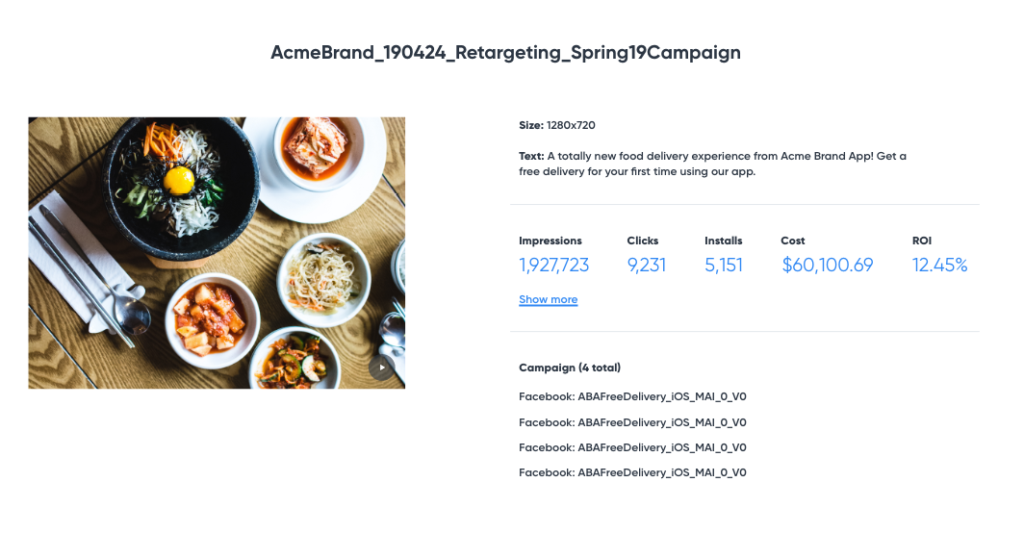 AcmeBrand_190424_Retargeting_Spring19Campaign
Size: 1280x720
Text: A totally new food delivery experience from Acme Brand App! Get a
free delivery for your first time using our app.
Impressions Clicks Installs Cost ROI
1,927,723 9,231 5,151 $60,100.69 12.45%
Show more
Campaign (4 total)
Facebook: ABAFreeDelivery_iOS_MAI_0_V0
Facebook: ABAFreeDelivery_iOS_MAI_0_V0
Facebook: ABAFreeDelivery_iOS_MAI_0_V0
Facebook: ABAFreeDelivery_iOS_MAI_0_V0